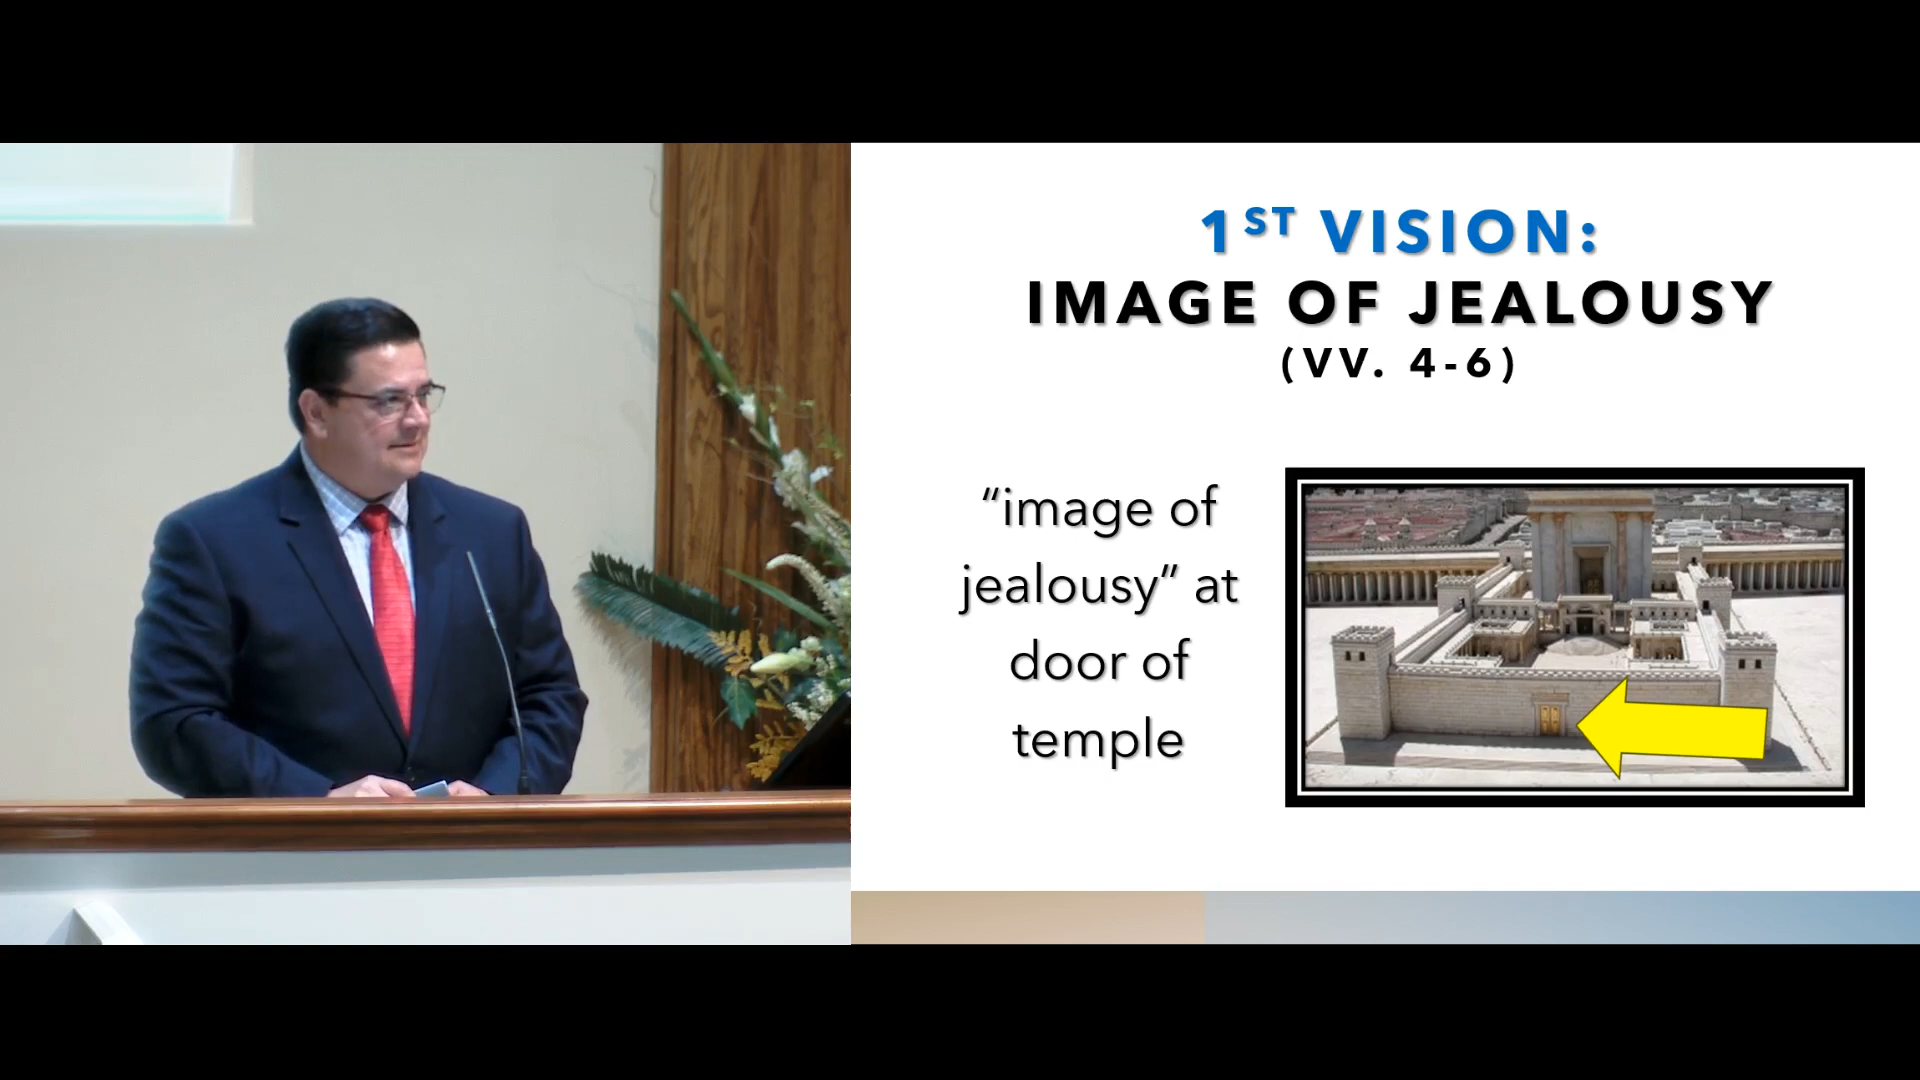 1ST VISION:
IMAGE OF JEALOUSY
(VV. 4-6)
“image of
jealousy” at
door of
temple